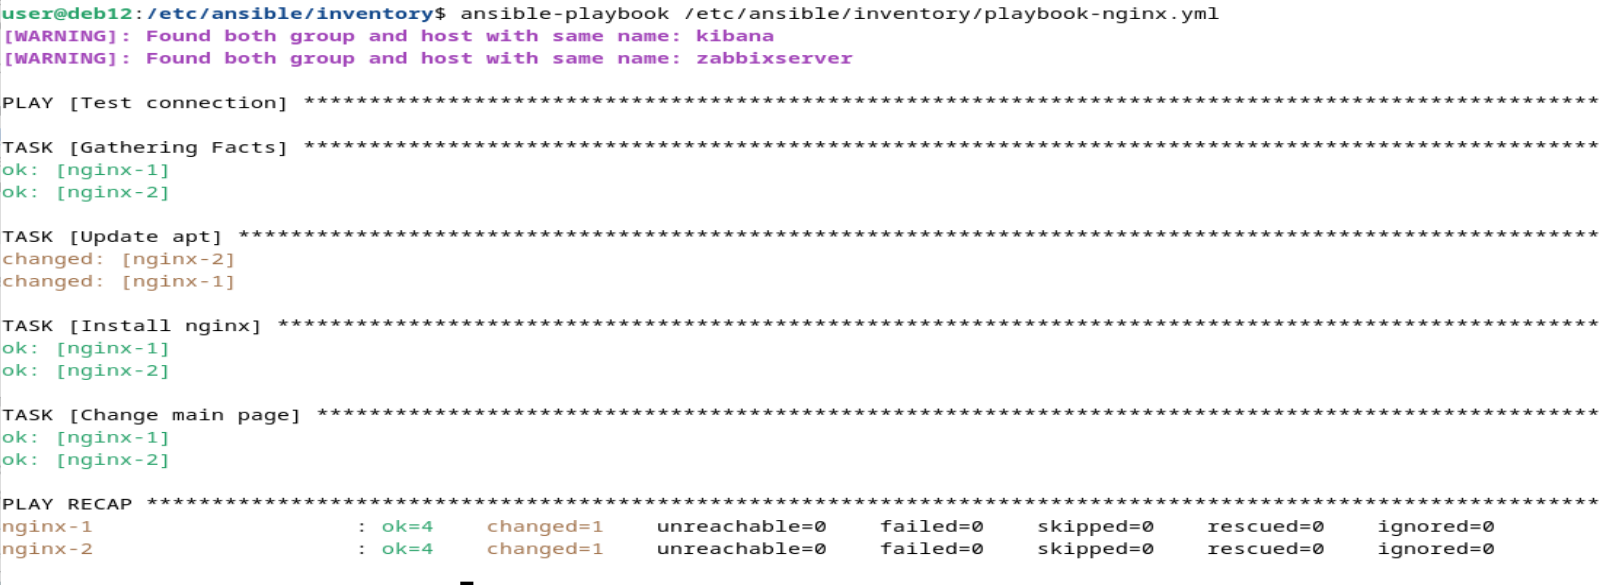 user@deb12:/etc/ansible/inventory$ ansible-playbook /etc/ansible/inventory/playbook-nginx.yml
[WARNING]: Found both group and host with same name: kibana
[WARNING]: Found both group and host with same name: zabbixserver
PLAY [Test connection] ***************************************************************************************************
TASK [Gathering Facts] ***************************************************************************************************
ok: [nginx-1]
ok: [nginx-2]
TASK [Update apt] ********************************************************************************************************
changed: [nginx-2]
changed: [nginx-1]
TASK [Install nginx] *****************************************************************************************************
ok: [nginx-1]
ok: [nginx-2]
TASK [Change main page] **************************************************************************************************
ok: [nginx-1]
ok: [nginx-2]
PLAY RECAP ***************************************************************************************************************
nginx-1                    : ok=4    changed=1    unreachable=0    failed=0    skipped=0    rescued=0    ignored=0
nginx-2                    : ok=4    changed=1    unreachable=0    failed=0    skipped=0    rescued=0    ignored=0